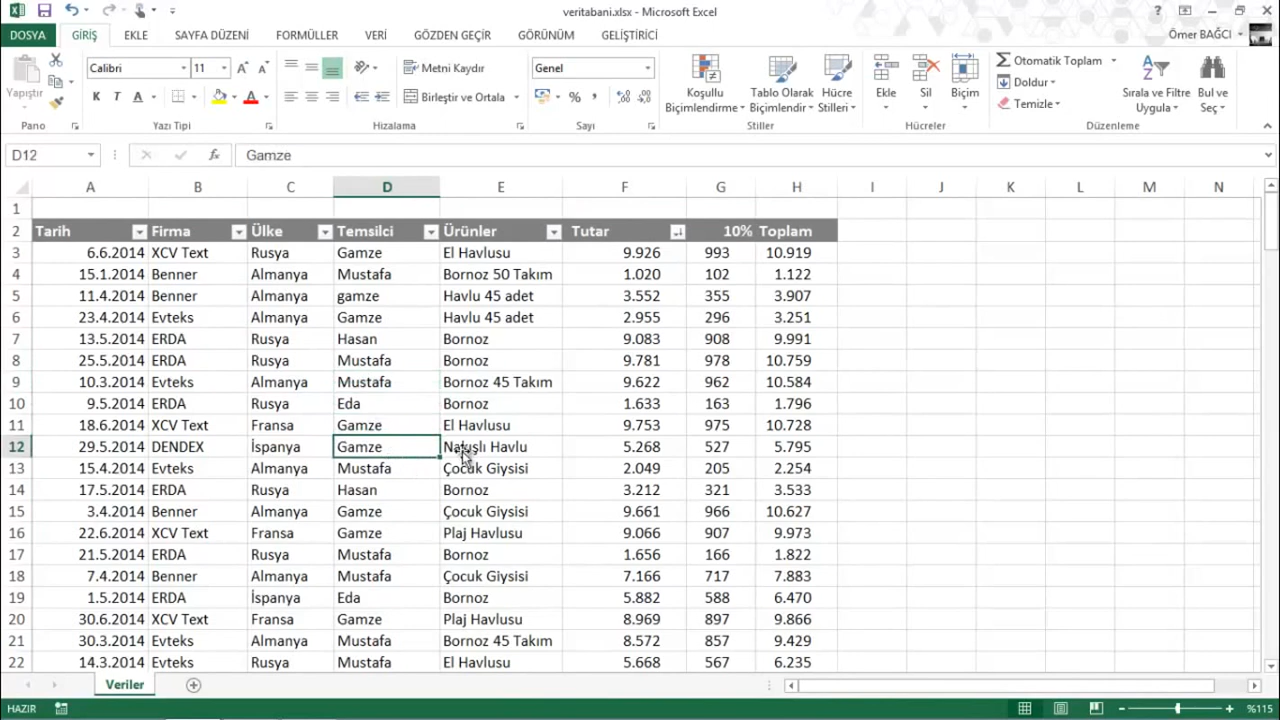 veritabani.xlsx - Microsoft Excel
?
DOSYA GİRİŞ EKLE SAYFA DÜZENİ FORMÜLLER VERİ GÖZDEN GEÇİR GÖRÜNÜM GELİŞTİRİCİ Ömer BAĞCI
Yapıştır
Pano
Calibri 11
K T A
Yazı Tipi
Metni Kaydır
Birleştir ve Ortala
Hizalama
Genel
%
Sayı
Koşullu Biçimlendirme
Tablo Olarak Biçimlendir
Hücre Stilleri
Stiller
Ekle Sil Biçim
Hücreler
Otomatik Toplam
Doldur
Temizle
Sırala ve Filtre Uygula
Bul ve Seç
Düzenleme
D12 fx Gamze
A B C D E F G H I J K L M N
1
2 Tarih Firma Ülke Temsilci Ürünler Tutar 10% Toplam
3 6.6.2014 XCV Text Rusya Gamze El Havlusu 9.926 993 10.919
4 15.1.2014 Benner Almanya Mustafa Bornoz 50 Takım 1.020 102 1.122
5 11.4.2014 Benner Almanya gamze Havlu 45 adet 3.552 355 3.907
6 23.4.2014 Evteks Almanya Gamze Havlu 45 adet 2.955 296 3.251
7 13.5.2014 ERDA Rusya Hasan Bornoz 9.083 908 9.991
8 25.5.2014 ERDA Rusya Mustafa Bornoz 9.781 978 10.759
9 10.3.2014 Evteks Almanya Mustafa Bornoz 45 Takım 9.622 962 10.584
10 9.5.2014 ERDA Rusya Eda Bornoz 1.633 163 1.796
11 18.6.2014 XCV Text Fransa Gamze El Havlusu 9.753 975 10.728
12 29.5.2014 DENDEX İspanya Gamze Havlu 5.268 527 5.795
13 15.4.2014 Evteks Almanya Mustafa Çocuk Giysisi 2.049 205 2.254
14 17.5.2014 ERDA Rusya Hasan Bornoz 3.212 321 3.533
15 3.4.2014 Benner Almanya Gamze Çocuk Giysisi 9.661 966 10.627
16 22.6.2014 XCV Text Fransa Gamze Plaj Havlusu 9.066 907 9.973
17 21.5.2014 ERDA Rusya Mustafa Bornoz 1.656 166 1.822
18 7.4.2014 Benner Almanya Mustafa Çocuk Giysisi 7.166 717 7.883
19 1.5.2014 ERDA İspanya Eda Bornoz 5.882 588 6.470
20 30.6.2014 XCV Text Fransa Gamze Plaj Havlusu 8.969 897 9.866
21 30.3.2014 Evteks Almanya Mustafa Bornoz 45 Takım 8.572 857 9.429
22 14.3.2014 Evteks Rusya Mustafa El Havlusu 5.668 567 6.235
Veriler
HAZIR %115